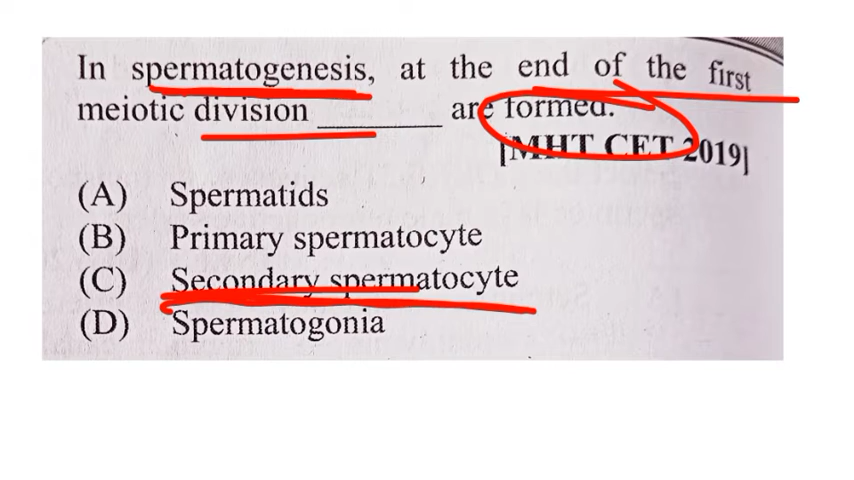 In spermatogenesis, at the end of the first
meiotic division ________ are formed.
[MHT CET 2019]
(A) Spermatids
(B) Primary spermatocyte
(C) Secondary spermatocyte
(D) Spermatogonia